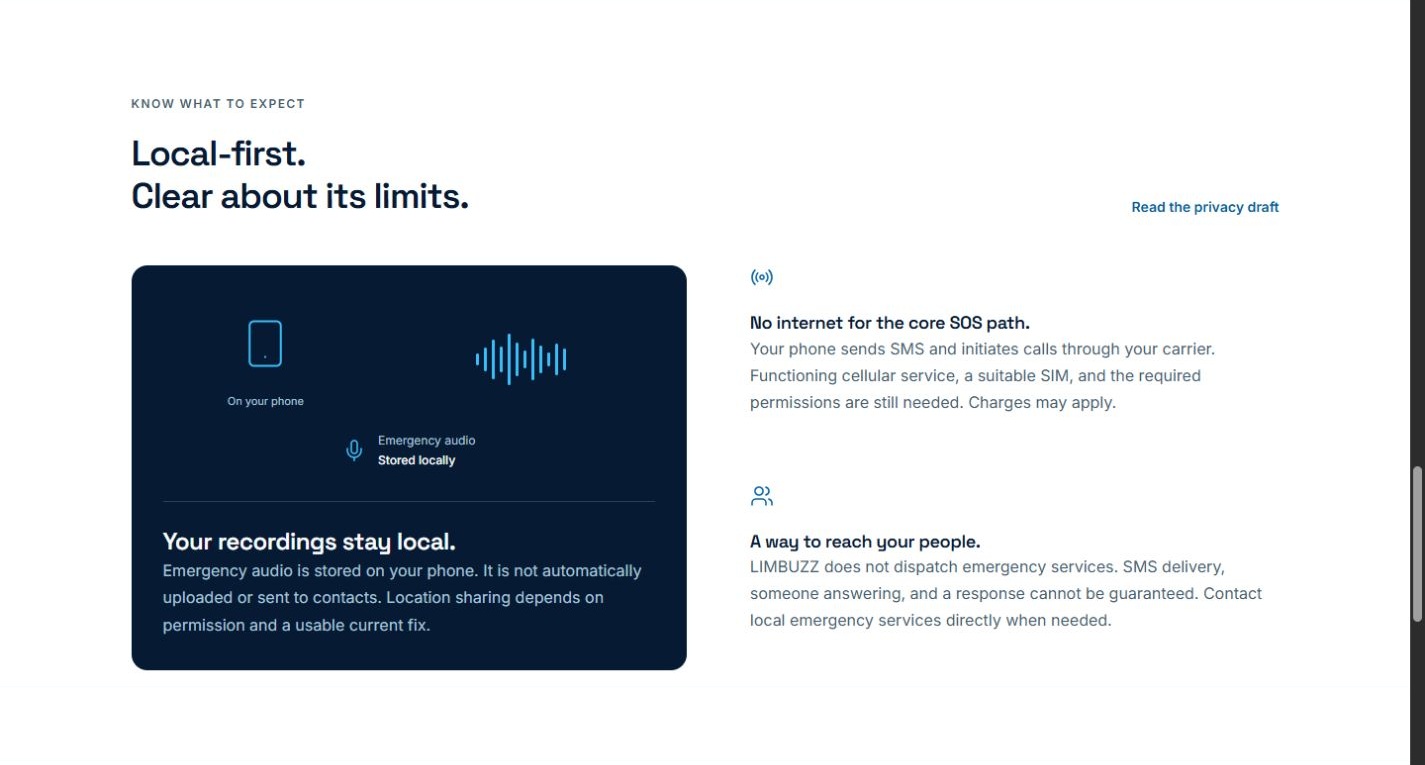 KNOW WHAT TO EXPECT
Local-first.
Clear about its limits.
Read the privacy draft
On your phone
Emergency audio
Stored locally
Your recordings stay local.
Emergency audio is stored on your phone. It is not automatically
uploaded or sent to contacts. Location sharing depends on
permission and a usable current fix.
No internet for the core SOS path.
Your phone sends SMS and initiates calls through your carrier.
Functioning cellular service, a suitable SIM, and the required
permissions are still needed. Charges may apply.
A way to reach your people.
LIMBUZZ does not dispatch emergency services. SMS delivery,
someone answering, and a response cannot be guaranteed. Contact
local emergency services directly when needed.